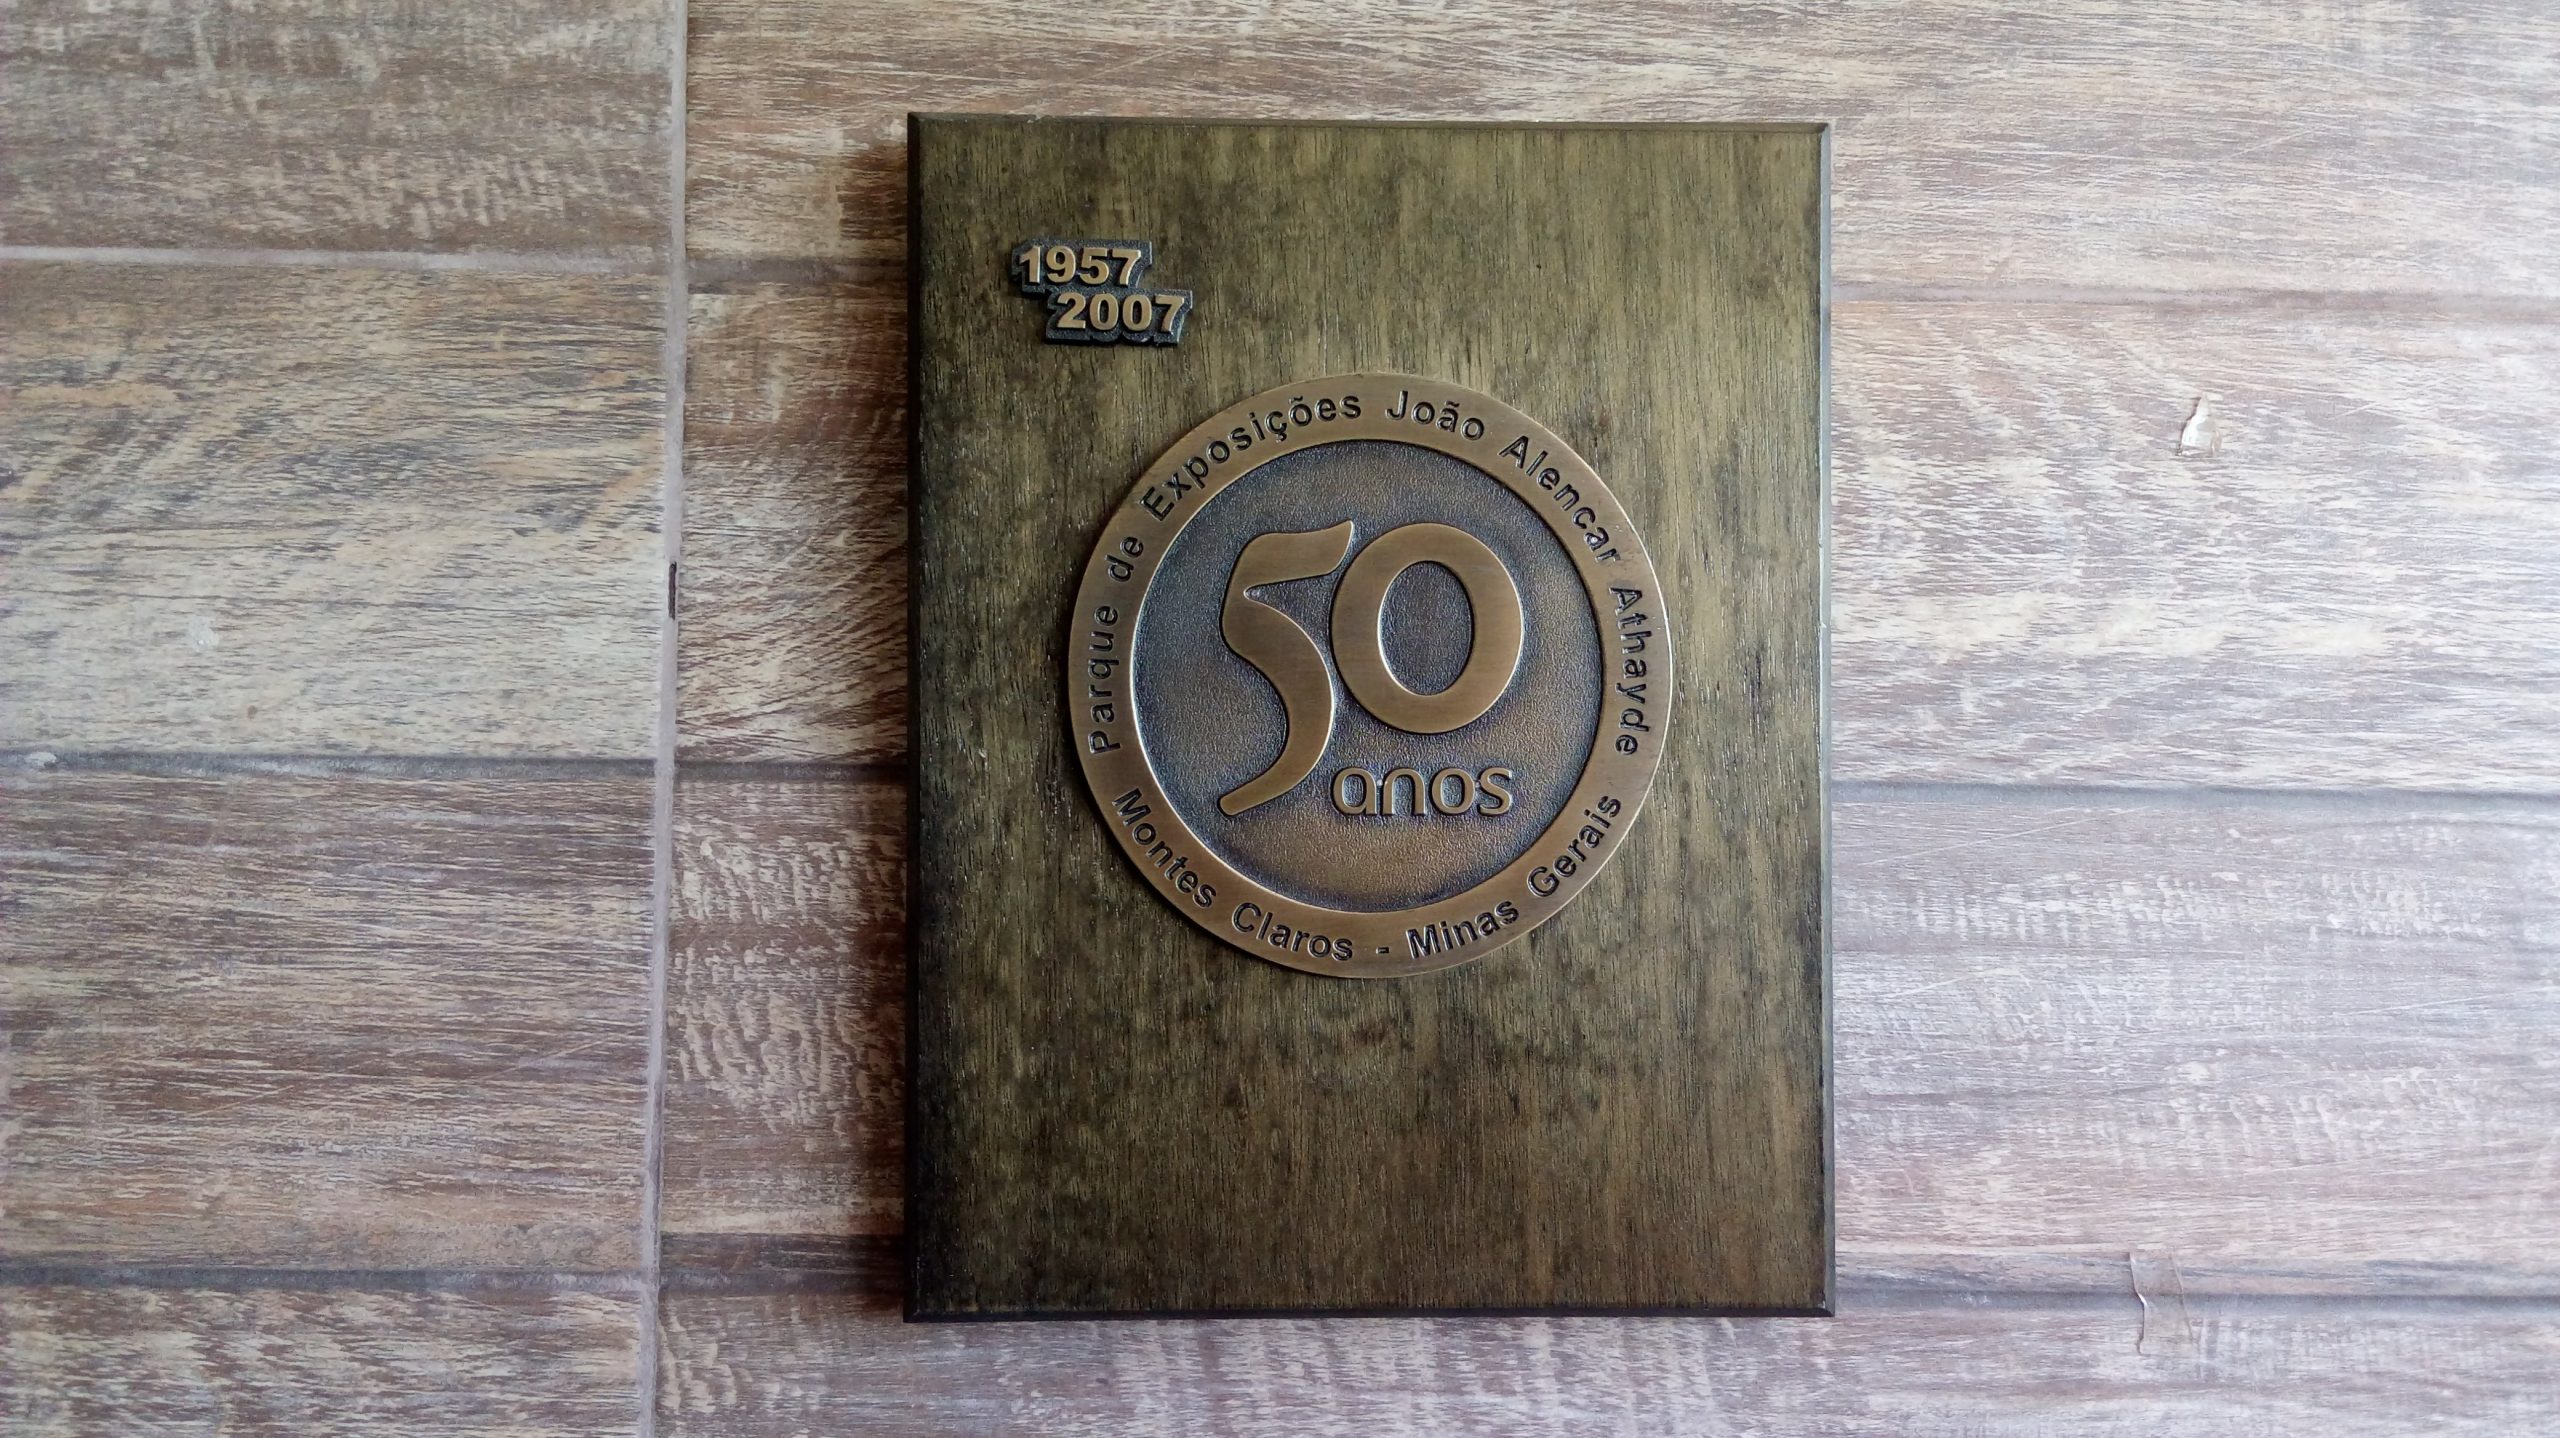 1957
2007
Parque de Exposições João Alencar Athayde
50
anos
Montes Claros - Minas Gerais